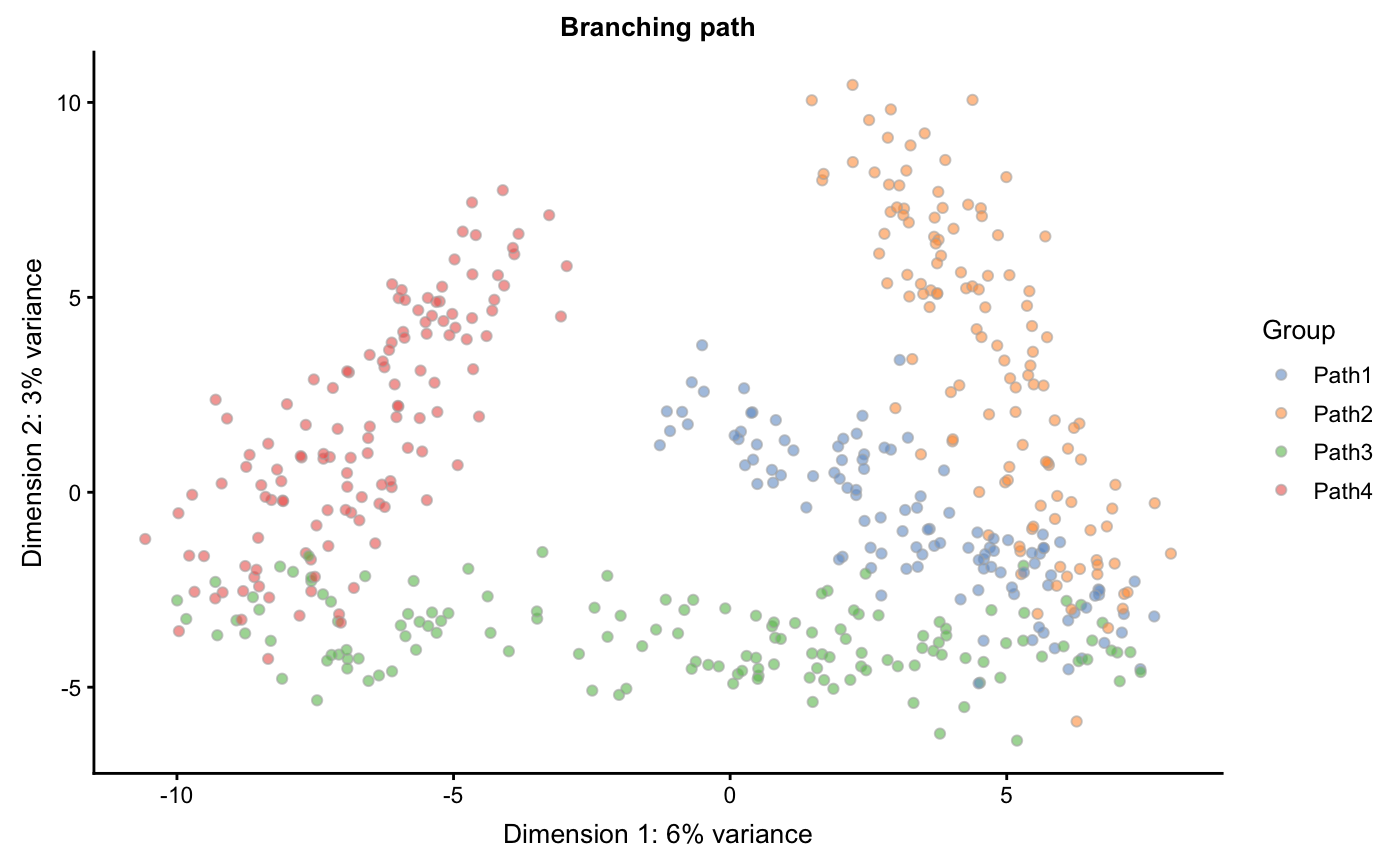 Branching path
Dimension 2: 3% variance
10
5
0
-5
-10
-5
0
5
Dimension 1: 6% variance
Group
Path1
Path2
Path3
Path4